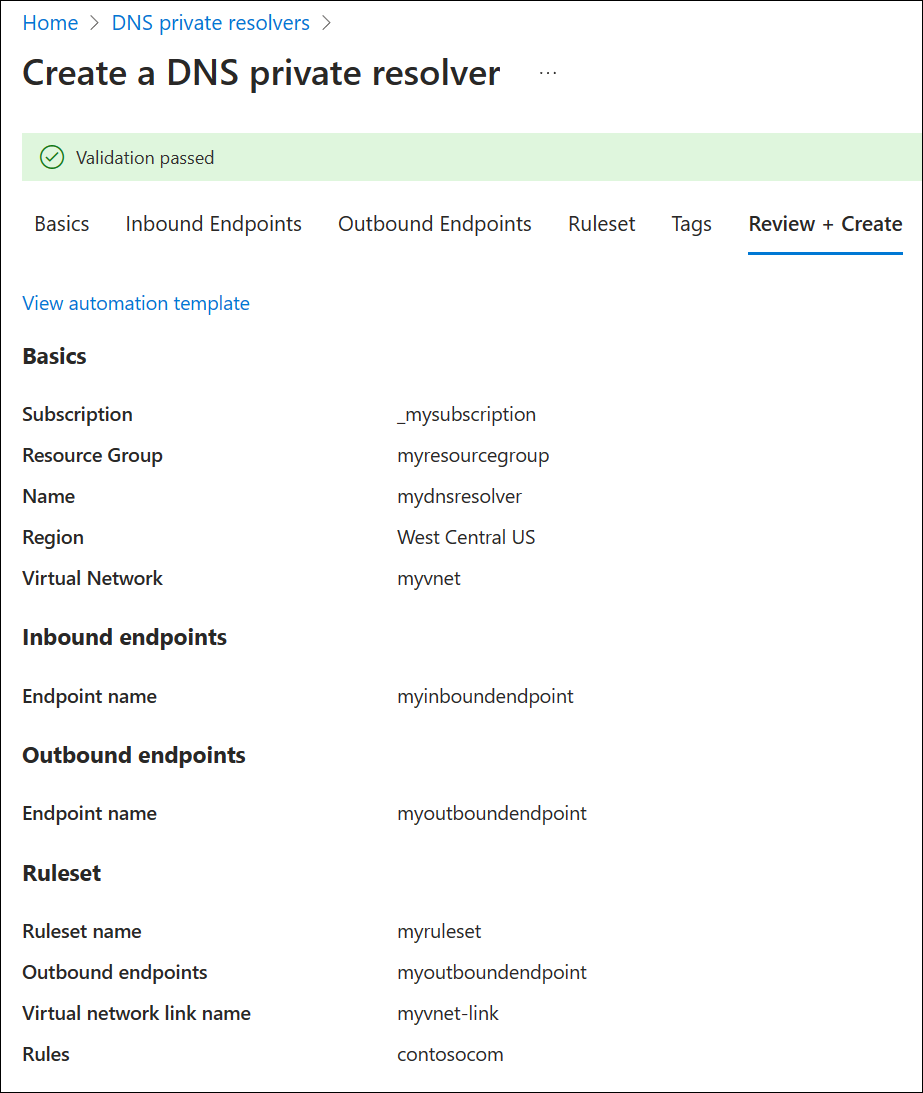 Home > DNS private resolvers >
Create a DNS private resolver ...
Validation passed
Basics Inbound Endpoints Outbound Endpoints Ruleset Tags Review + Create
View automation template
Basics
Subscription _mysubscription
Resource Group myresourcegroup
Name mydnsresolver
Region West Central US
Virtual Network myvnet
Inbound endpoints
Endpoint name myinboundendpoint
Outbound endpoints
Endpoint name myoutboundendpoint
Ruleset
Ruleset name myruleset
Outbound endpoints myoutboundendpoint
Virtual network link name myvnet-link
Rules contosocom